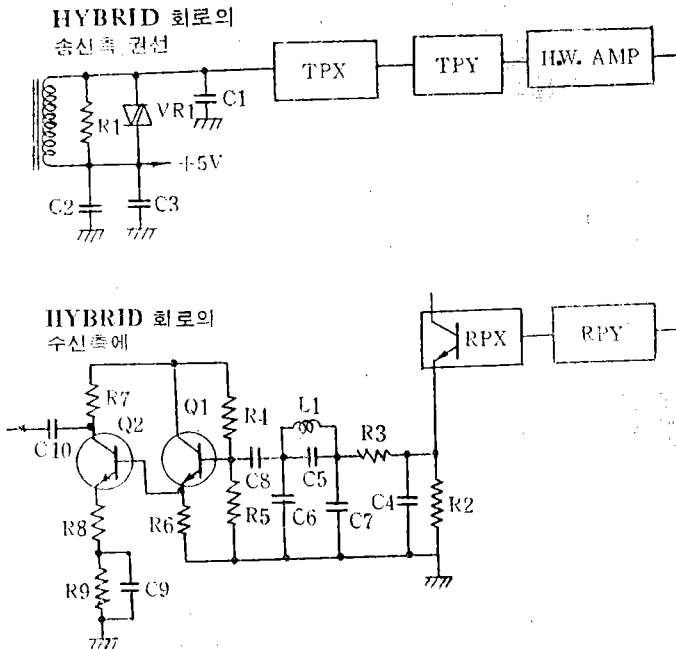 HYBRID 회로의
송신측 권선
TPX
TPY
H.W. AMP
R1
VR1
C1
+5V
C2
C3
HYBRID 회로의
수신측에
RPX
RPY
R7
Q2
Q1
R4
L1
R3
C10
C8
C5
C4
R2
R8
R6
R5
C6
C7
R9
C9